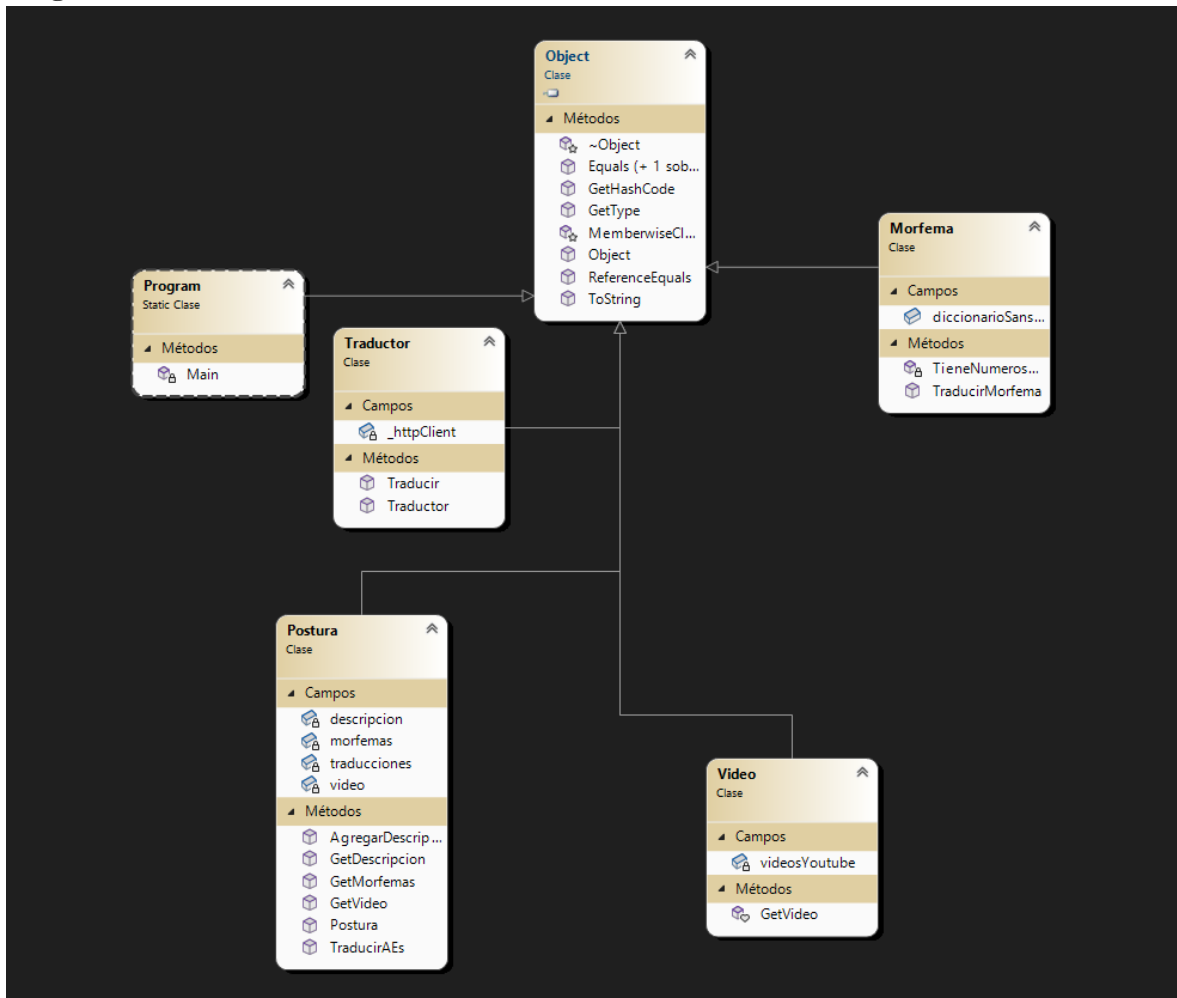 Object
Clase
Métodos
~Object
Equals (+ 1 sob...
GetHashCode
GetType
MemberwiseCl...
Object
ReferenceEquals
ToString
Morfema
Clase
Campos
diccionarioSans...
Métodos
TieneNumeros...
TraducirMorfema
Program
Static Clase
Métodos
Main
Traductor
Clase
Campos
_httpClient
Métodos
Traducir
Traductor
Postura
Clase
Campos
descripcion
morfemas
traducciones
video
Métodos
AgregarDescrip...
GetDescripcion
GetMorfemas
GetVideo
Postura
TraducirAEs
Video
Clase
Campos
videosYoutube
Métodos
GetVideo